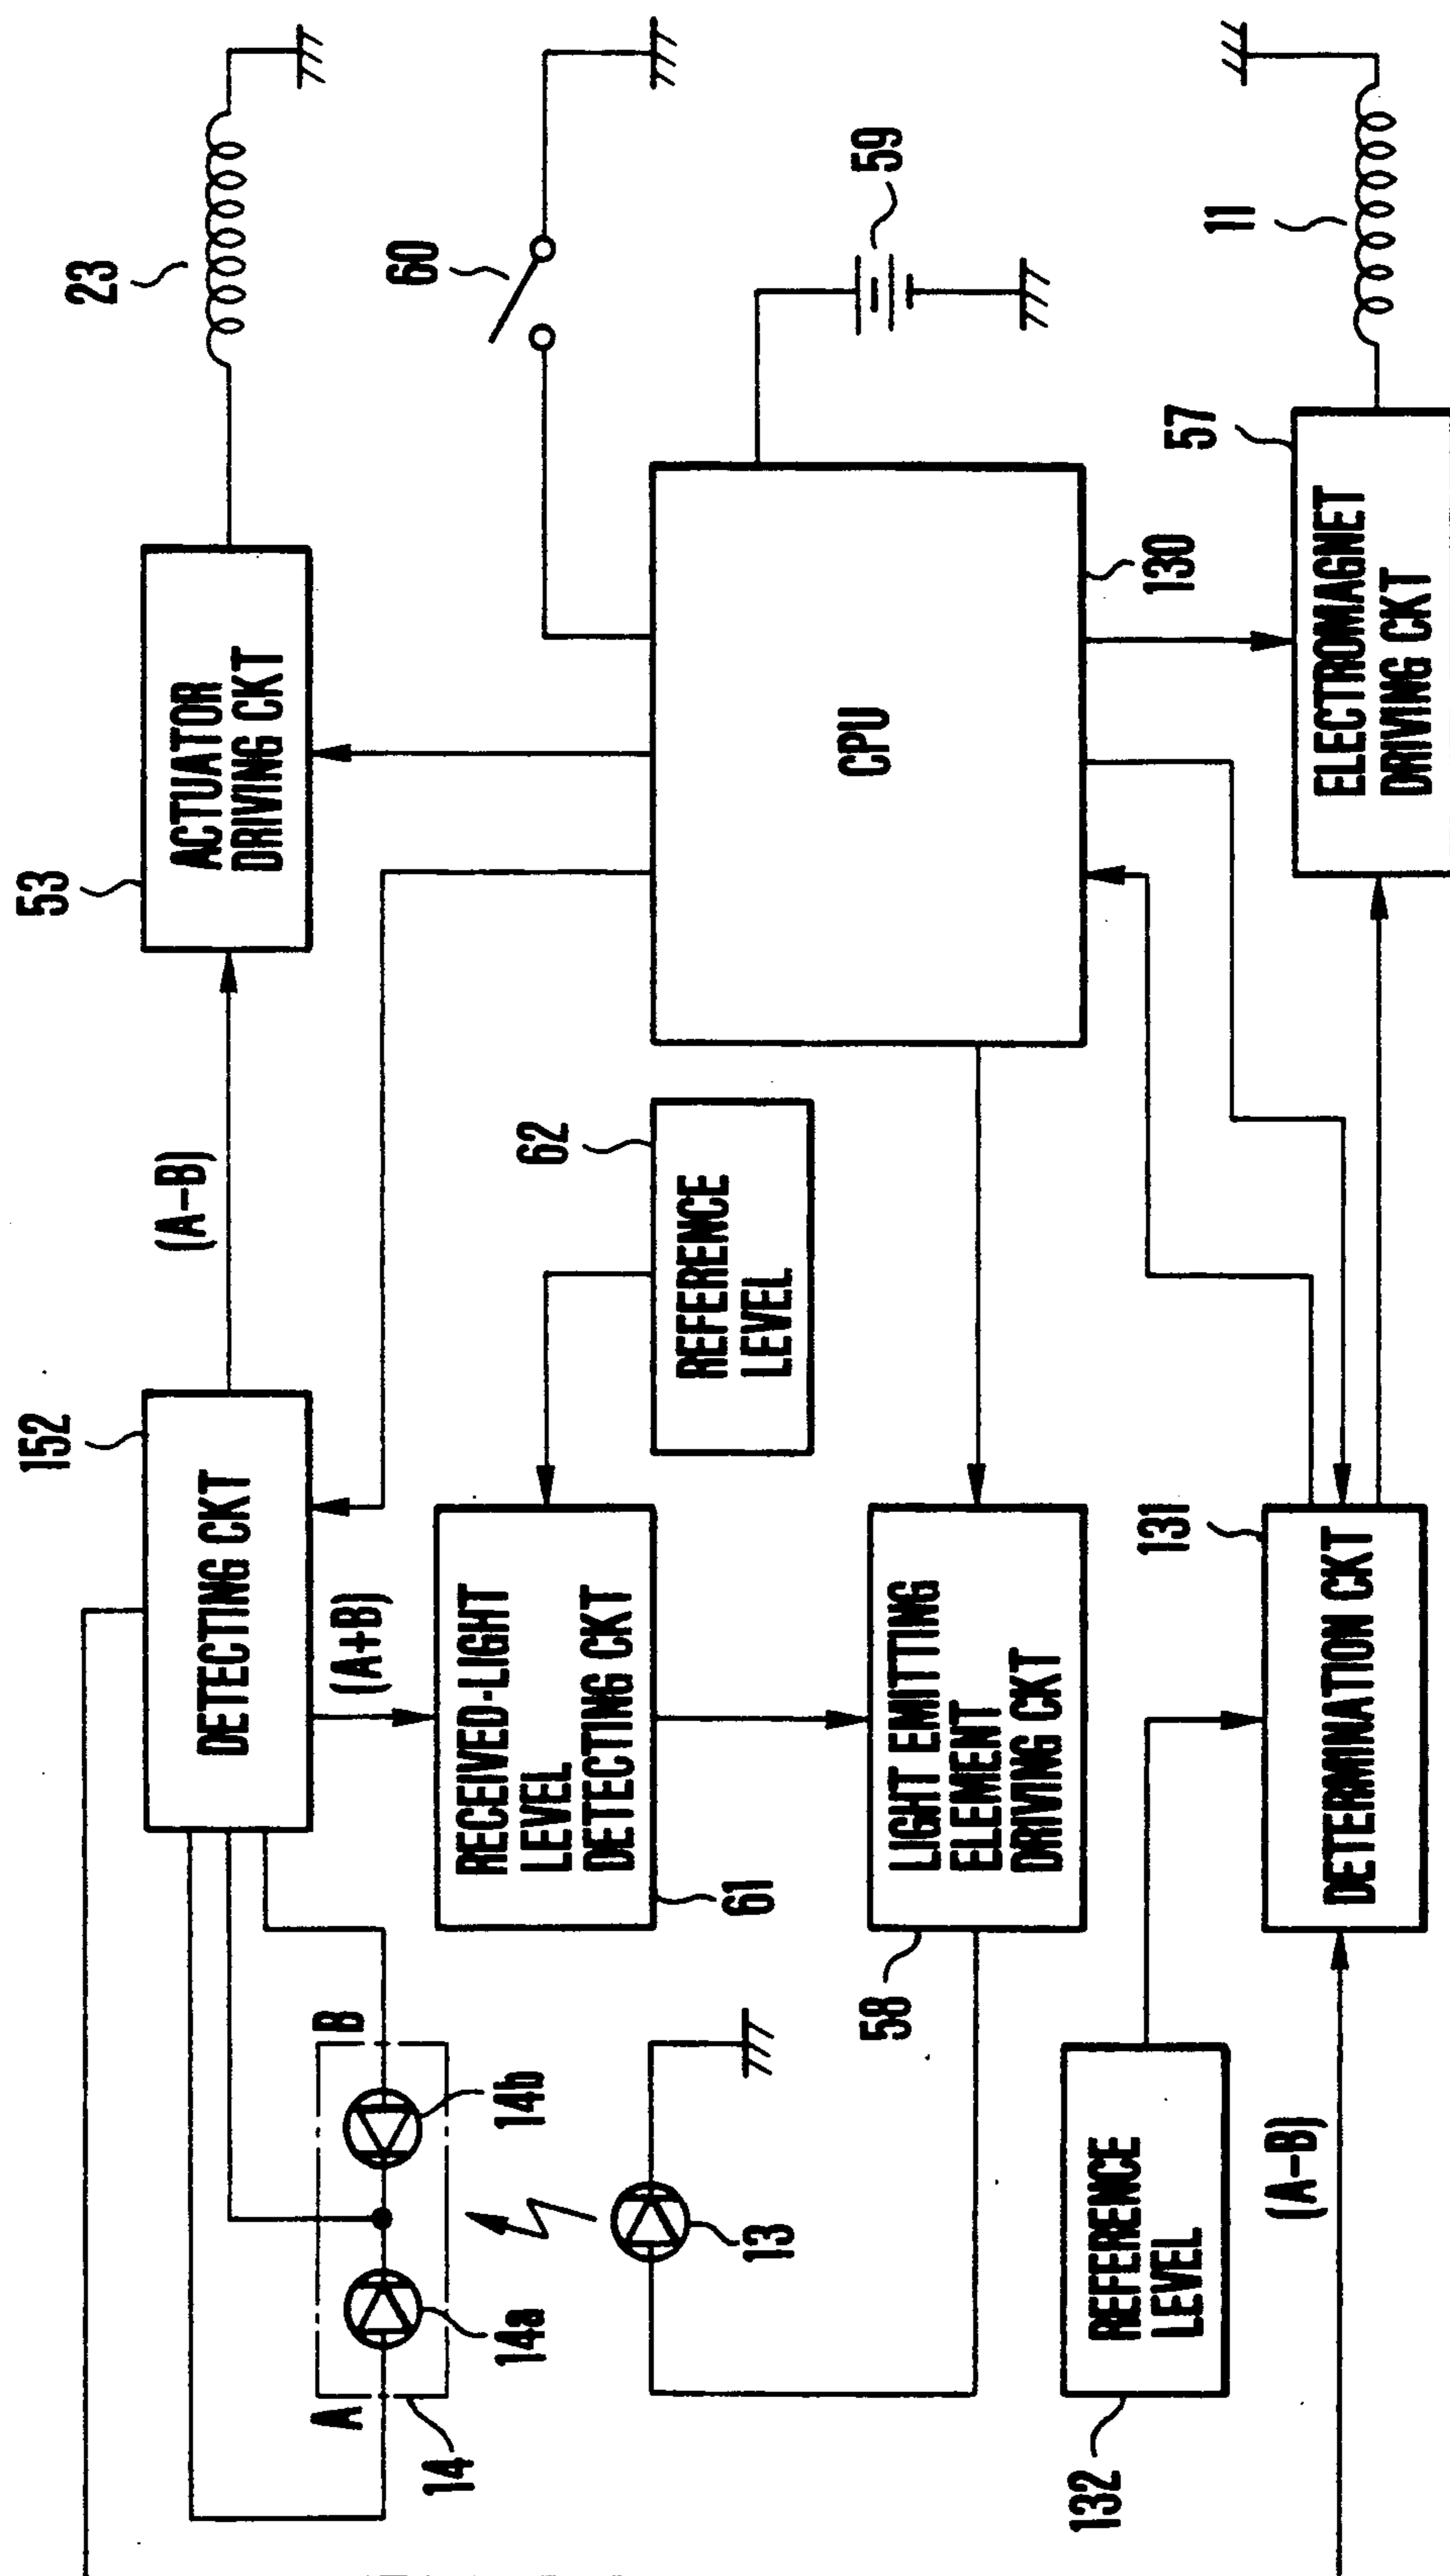 152
DETECTING CKT
(A-B)
53
ACTUATOR
DRIVING CKT
23
A
B
14
14a
14b
(A+B)
RECEIVED-LIGHT
LEVEL
DETECTING CKT
61
62
REFERENCE
LEVEL
60
13
58
LIGHT EMITTING
ELEMENT
DRIVING CKT
CPU
130
59
132
REFERENCE
LEVEL
(A-B)
131
DETERMINATION CKT
57
ELECTROMAGNET
DRIVING CKT
11